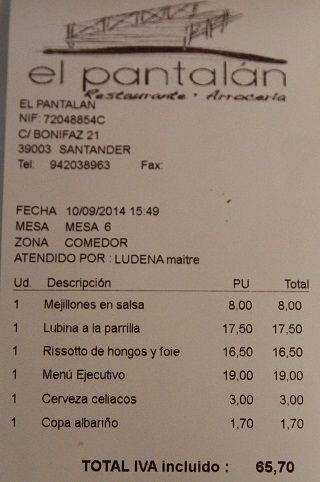 el pantalán
Restaurante · Arrocería
EL PANTALAN
NIF: 72048854C
C/ BONIFAZ 21
39003 SANTANDER
Tel: 942038963 Fax:
FECHA 10/09/2014 15:49
MESA MESA 6
ZONA COMEDOR
ATENDIDO POR : LUDENA maitre
Ud. Descripción PU Total
1 Mejillones en salsa 8,00 8,00
1 Lubina a la parrilla 17,50 17,50
1 Rissotto de hongos y foie 16,50 16,50
1 Menú Ejecutivo 19,00 19,00
1 Cerveza celiacos 3,00 3,00
1 Copa albariño 1,70 1,70
TOTAL IVA incluido : 65,70